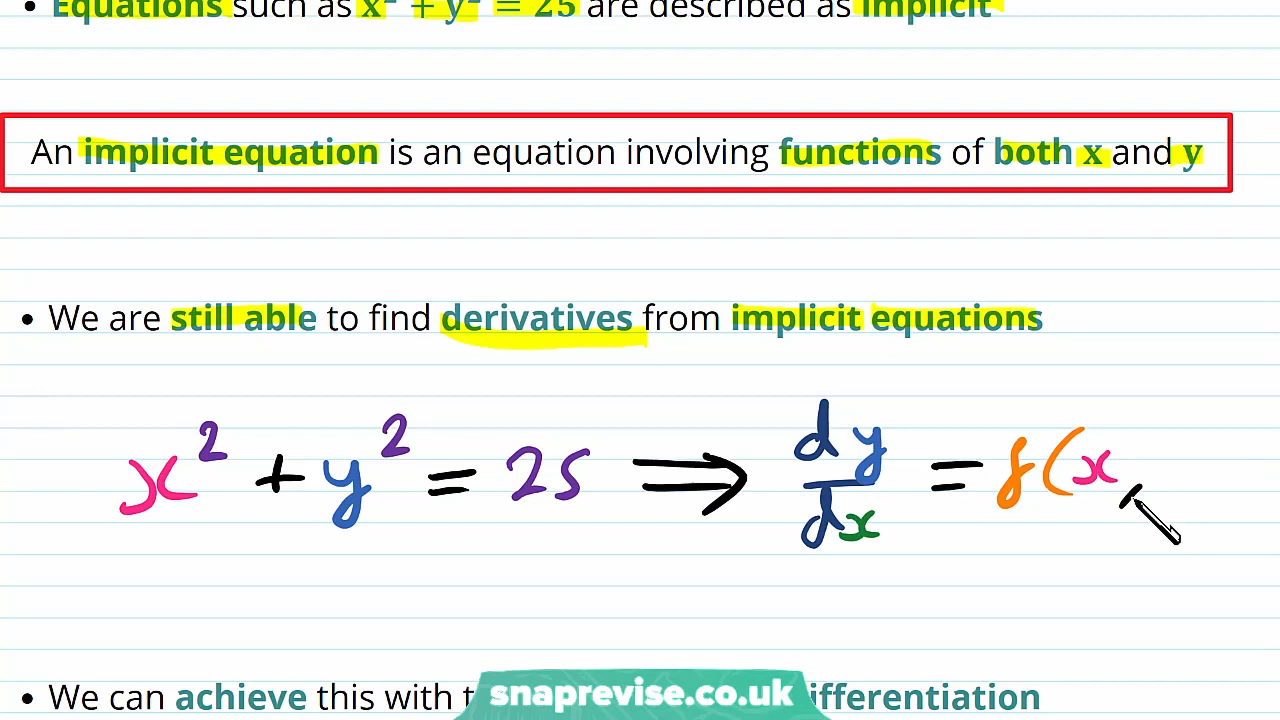 • Equations such as x² + y² = 25 are described as implicit
An implicit equation is an equation involving functions of both x and y
• We are still able to find derivatives from implicit equations
x² + y² = 25 ⟹ dy/dx = f(x,
• We can achieve this with ifferentiation
snaprevise.co.uk